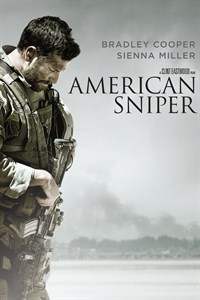 BRADLEY COOPER
SIENNA MILLER
A CLINT EASTWOOD FILM
AMERICAN
SNIPER